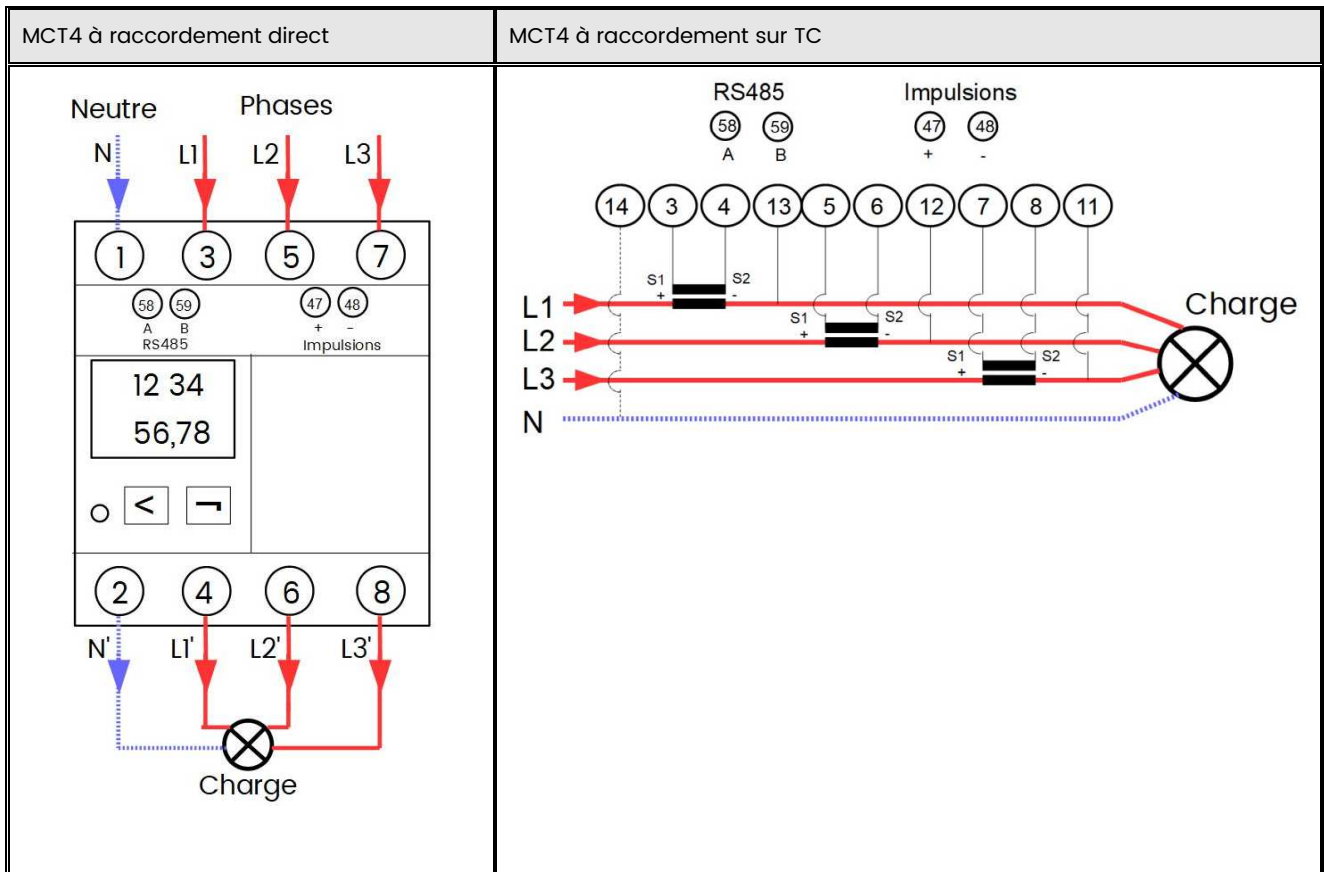 MCT4 à raccordement direct
MCT4 à raccordement sur TC
Neutre Phases
N L1 L2 L3
1 3 5 7
58 59 47 48
A B + -
RS485 Impulsions
12 34
56,78
< ¬
2 4 6 8
N' L1' L2' L3'
Charge
RS485 Impulsions
58 59 47 48
A B + -
14 3 4 13 5 6 12 7 8 11
S1 S2
+ -
L1
Charge
S1 S2
+ -
L2
S1 S2
+ -
L3
N